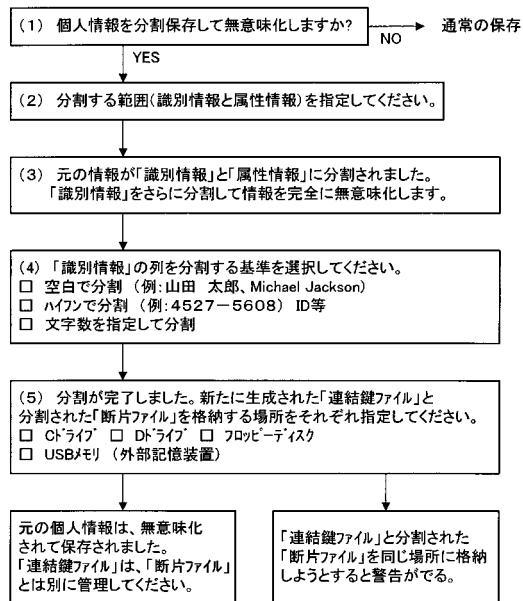 (1) 個人情報を分割保存して無意味化しますか?
通常の保存
NO
YES
(2) 分割する範囲(識別情報と属性情報)を指定してください。
(3) 元の情報が「識別情報」と「属性情報」に分割されました。
「識別情報」をさらに分割して情報を完全に無意味化します。
(4) 「識別情報」の列を分割する基準を選択してください。
□ 空白で分割 (例:山田 太郎、Michael Jackson)
□ ﾊｲﾌﾝで分割 (例:4527-5608) ID等
□ 文字数を指定して分割
(5) 分割が完了しました。新たに生成された「連結鍵ﾌｧｲﾙ」と
分割された「断片ﾌｧｲﾙ」を格納する場所をそれぞれ指定してください。
□ Cﾄﾞﾗｲﾌﾞ □ Dﾄﾞﾗｲﾌﾞ □ ﾌﾛｯﾋﾟｰﾃﾞｨｽｸ
□ USBﾒﾓﾘ (外部記憶装置)
元の個人情報は、無意味化
されて保存されました。
「連結鍵ﾌｧｲﾙ」は、「断片ﾌｧｲﾙ」
とは別に管理してください。
「連結鍵ﾌｧｲﾙ」と分割された
「断片ﾌｧｲﾙ」を同じ場所に格納
しようとすると警告がでる。